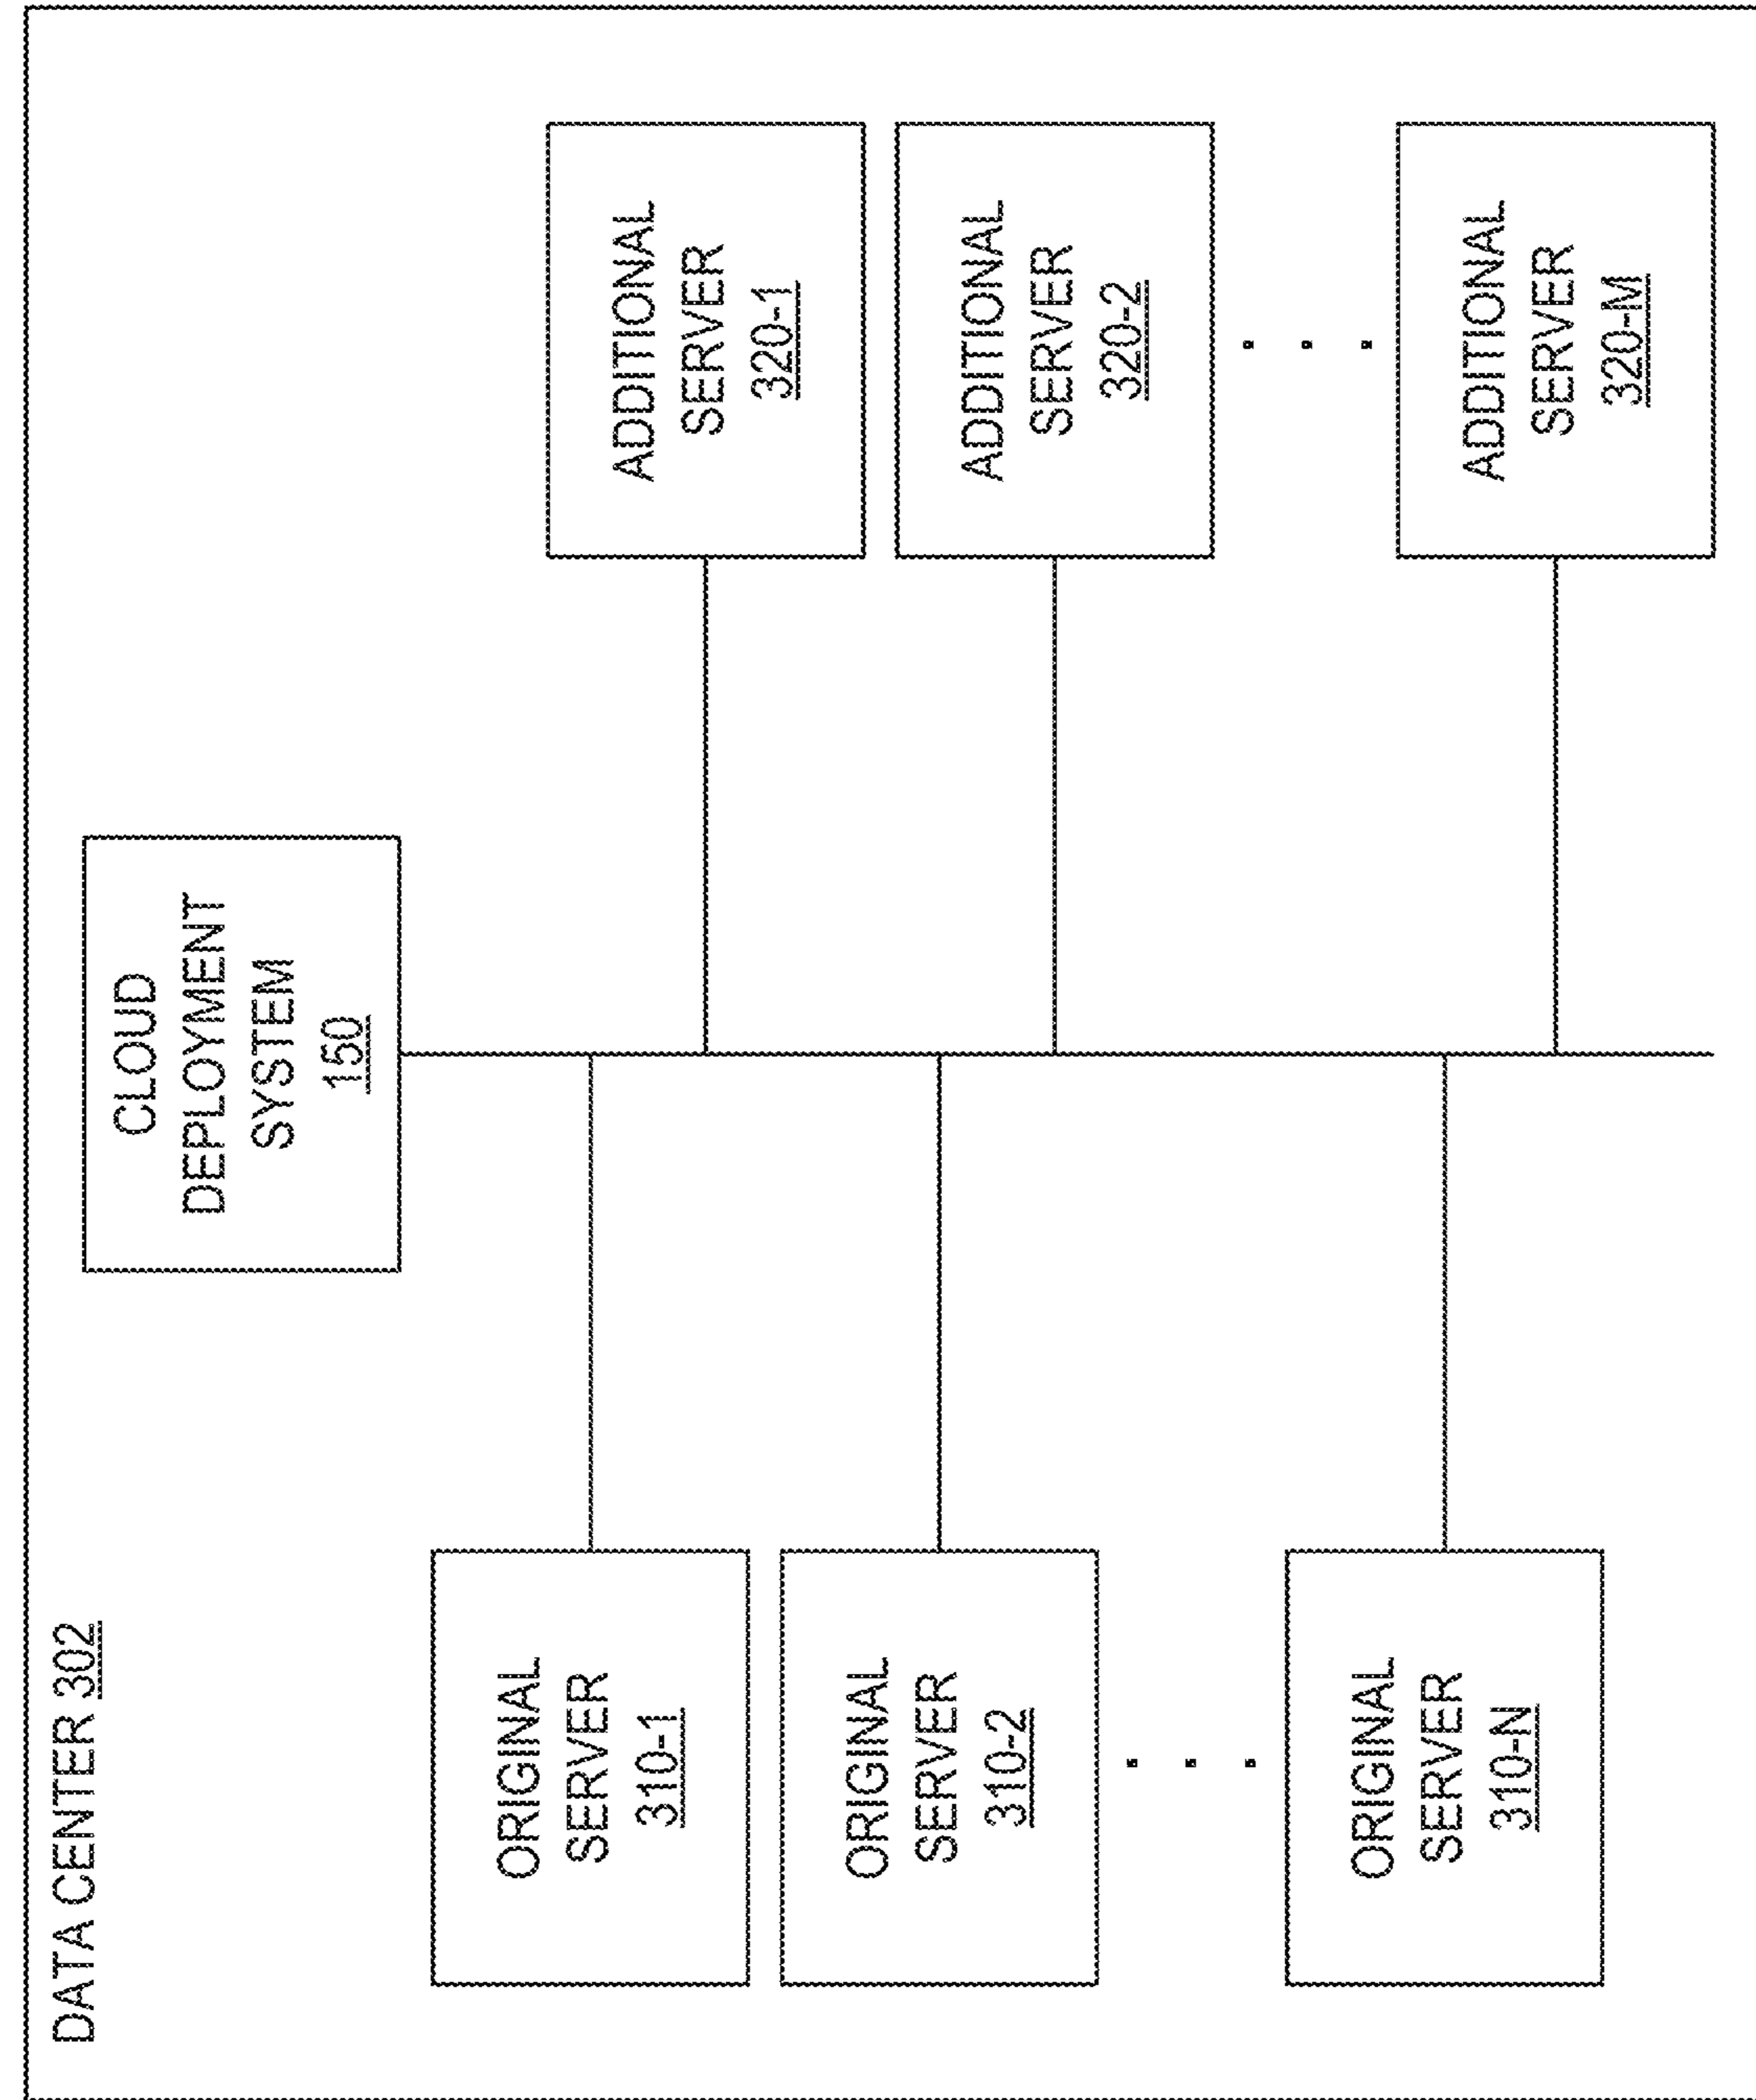 DATA CENTER 302
CLOUD
DEPLOYMENT
SYSTEM
150
ORIGINAL
SERVER
310-1
ORIGINAL
SERVER
310-2
ORIGINAL
SERVER
310-N
ADDITIONAL
SERVER
320-1
ADDITIONAL
SERVER
320-2
ADDITIONAL
SERVER
320-M